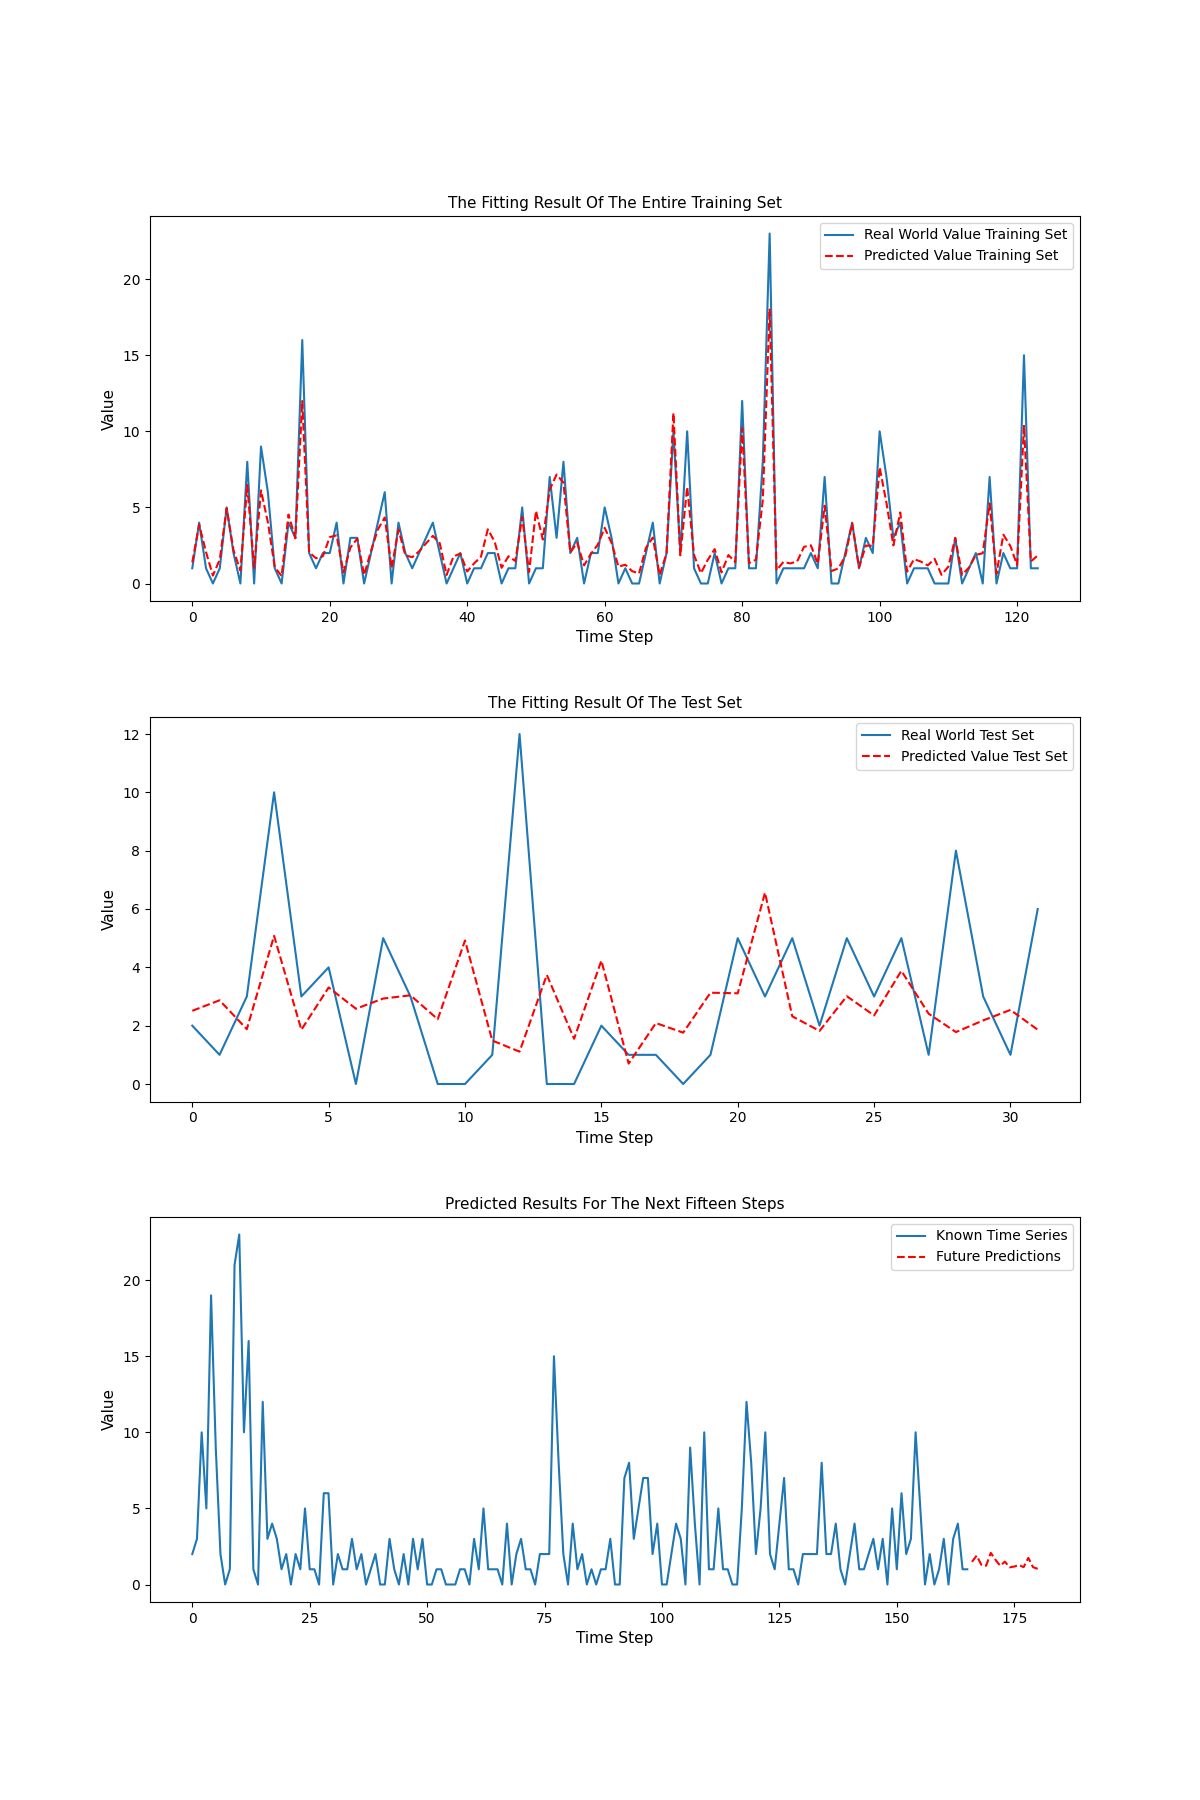 The Fitting Result Of The Entire Training Set
Real World Value Training Set
Predicted Value Training Set
Value
20
15
10
5
0
0 20 40 60 80 100 120
Time Step
The Fitting Result Of The Test Set
Real World Test Set
Predicted Value Test Set
Value
12
10
8
6
4
2
0
0 5 10 15 20 25 30
Time Step
Predicted Results For The Next Fifteen Steps
Known Time Series
Future Predictions
Value
20
15
10
5
0
0 25 50 75 100 125 150 175
Time Step